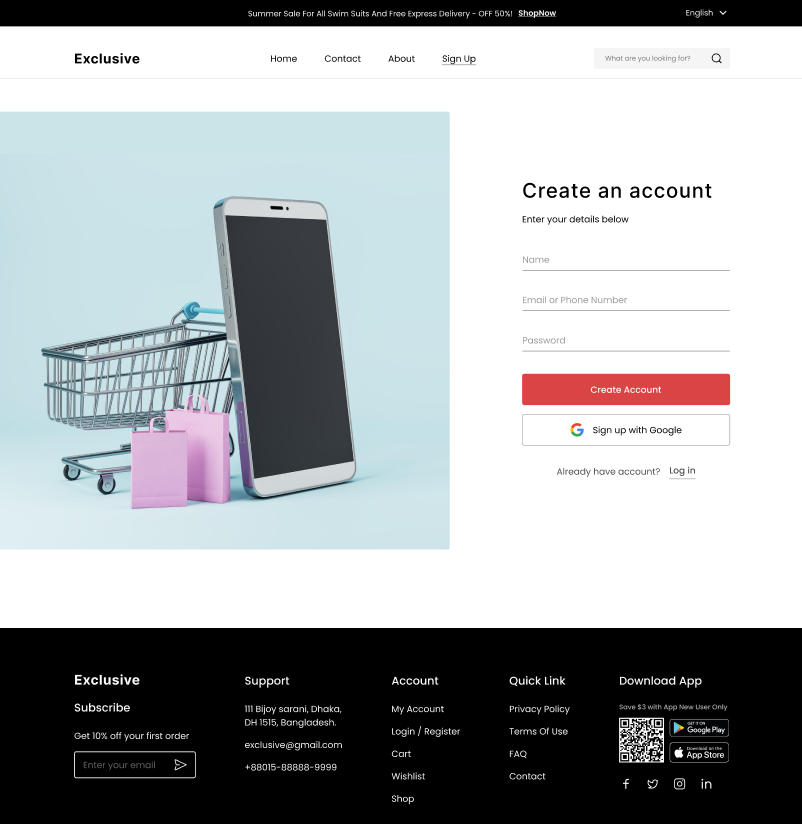 Summer Sale For All Swim Suits And Free Express Delivery - OFF 50%! ShopNow
English
Exclusive
Home
Contact
About
Sign Up
What are you looking for?
Create an account
Enter your details below
Name
Email or Phone Number
Password
Create Account
Sign up with Google
Already have account? Log in
Exclusive
Subscribe
Get 10% off your first order
Enter your email
Support
111 Bijoy sarani, Dhaka,
DH 1515, Bangladesh.
exclusive@gmail.com
+88015-88888-9999
Account
My Account
Login / Register
Cart
Wishlist
Shop
Quick Link
Privacy Policy
Terms Of Use
FAQ
Contact
Download App
Save $3 with App New User Only
GET IT ON
Google Play
Download on the
App Store